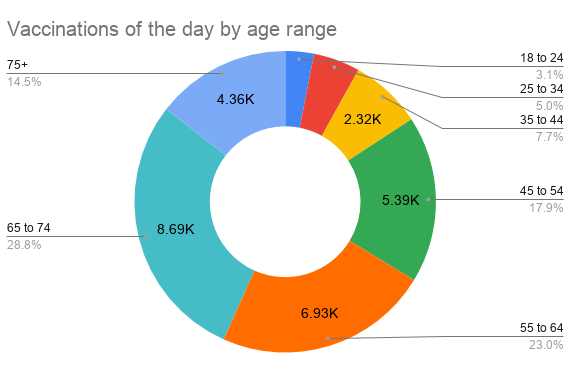 Vaccinations of the day by age range
75+
14.5%
18 to 24
3.1%
25 to 34
5.0%
35 to 44
7.7%
4.36K
2.32K
45 to 54
17.9%
5.39K
65 to 74
28.8%
8.69K
6.93K
55 to 64
23.0%